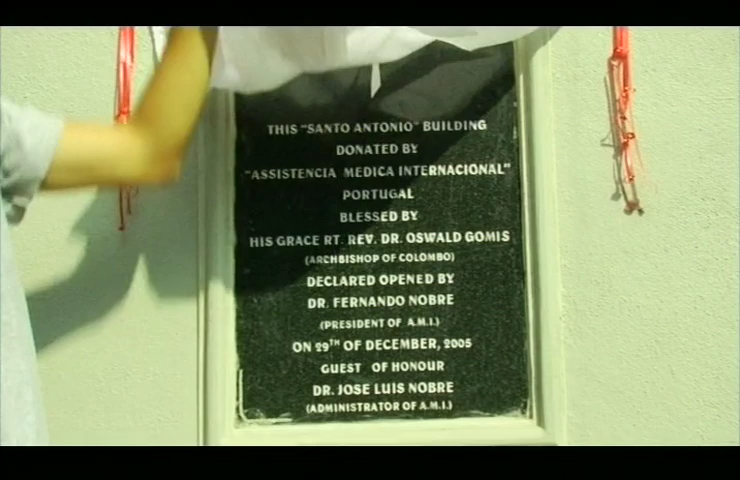 THIS "SANTO ANTONIO" BUILDING
DONATED BY
"ASSISTENCIA MEDICA INTERNACIONAL"
PORTUGAL
BLESSED BY
HIS GRACE RT. REV. DR. OSWALD GOMIS
(ARCHBISHOP OF COLOMBO)
DECLARED OPENED BY
DR. FERNANDO NOBRE
(PRESIDENT OF A.M.I.)
ON 29TH OF DECEMBER, 2005
GUEST OF HONOUR
DR. JOSE LUIS NOBRE
(ADMINISTRATOR OF A.M.I.)